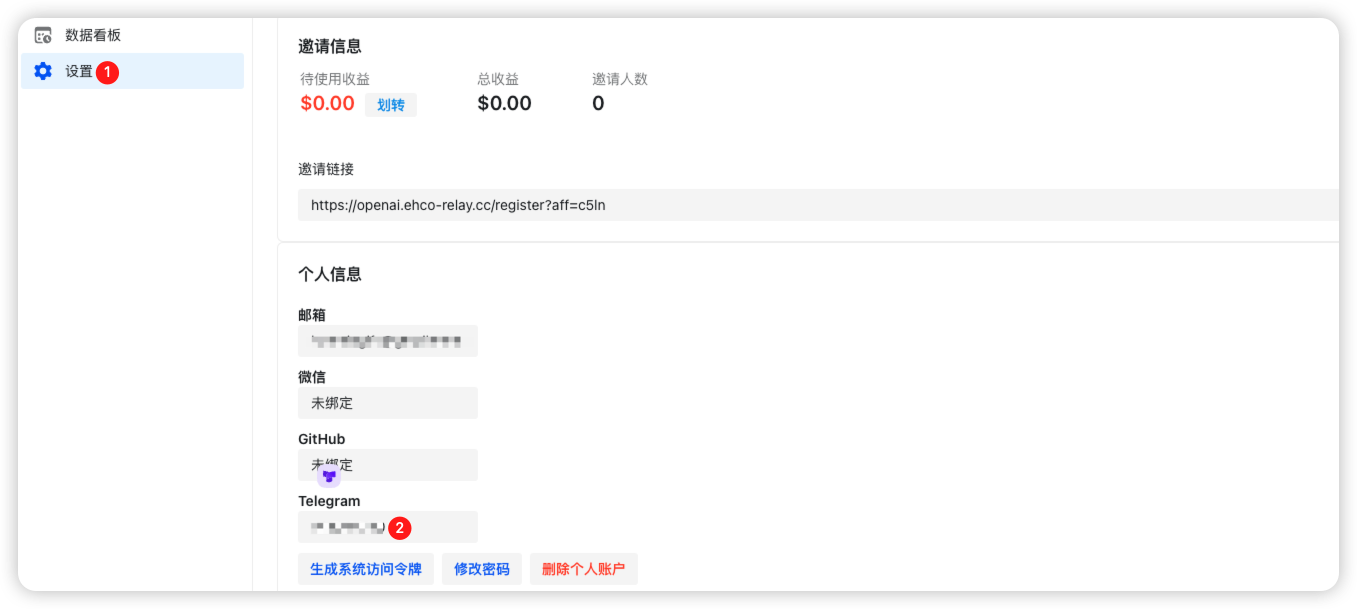 数据看板
设置 1
邀请信息
待使用收益 总收益 邀请人数
$0.00 划转 $0.00 0
邀请链接
https://openai.ehco-relay.cc/register?aff=c5ln
个人信息
邮箱
微信
未绑定
GitHub
未绑定
Telegram
2
生成系统访问令牌 修改密码 删除个人账户